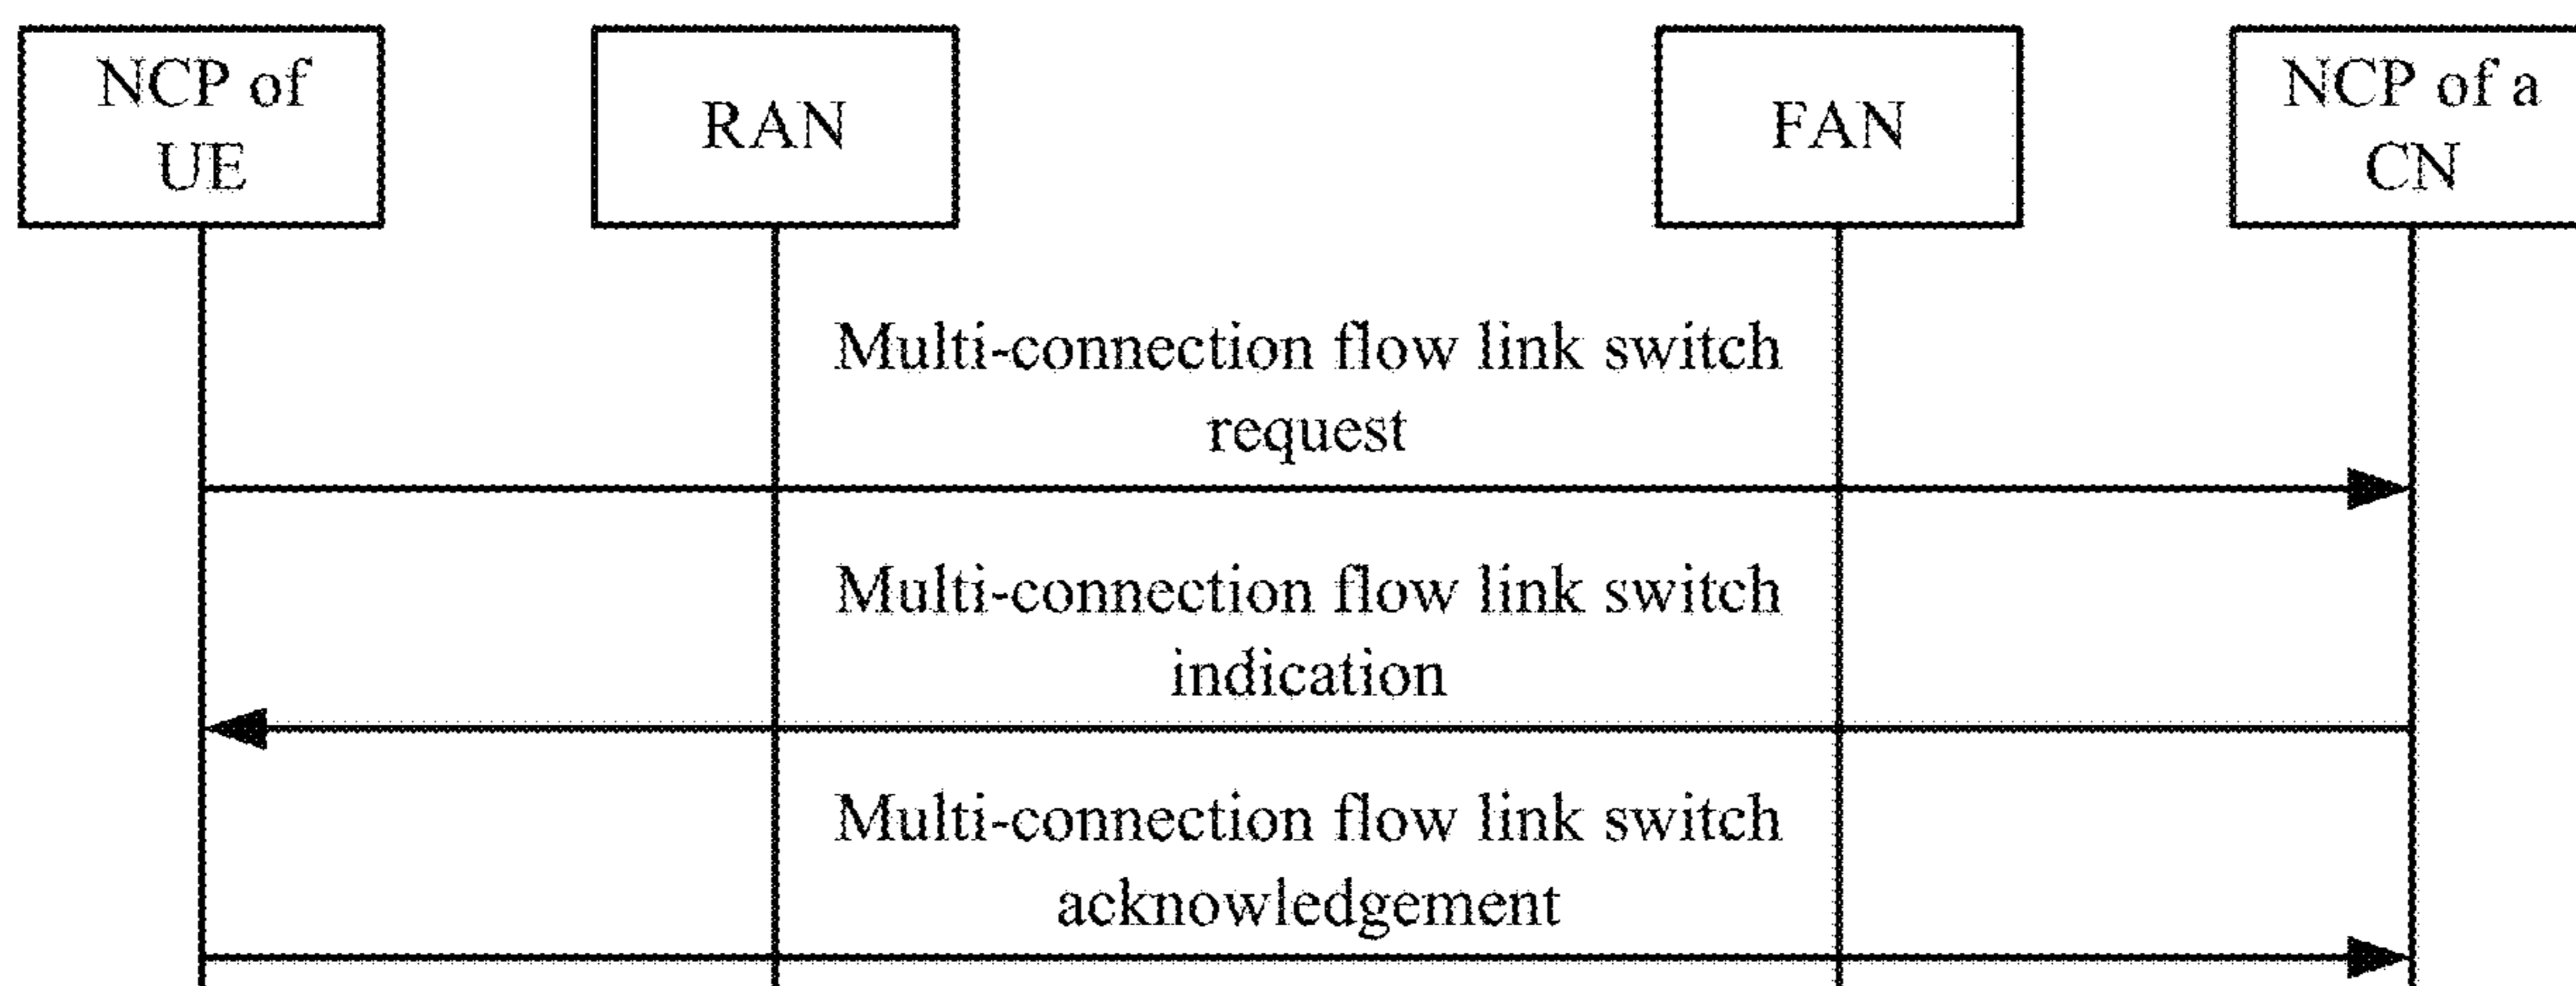 NCP of
UE
RAN
FAN
NCP of a
CN
Multi-connection flow link switch
request
Multi-connection flow link switch
indication
Multi-connection flow link switch
acknowledgement